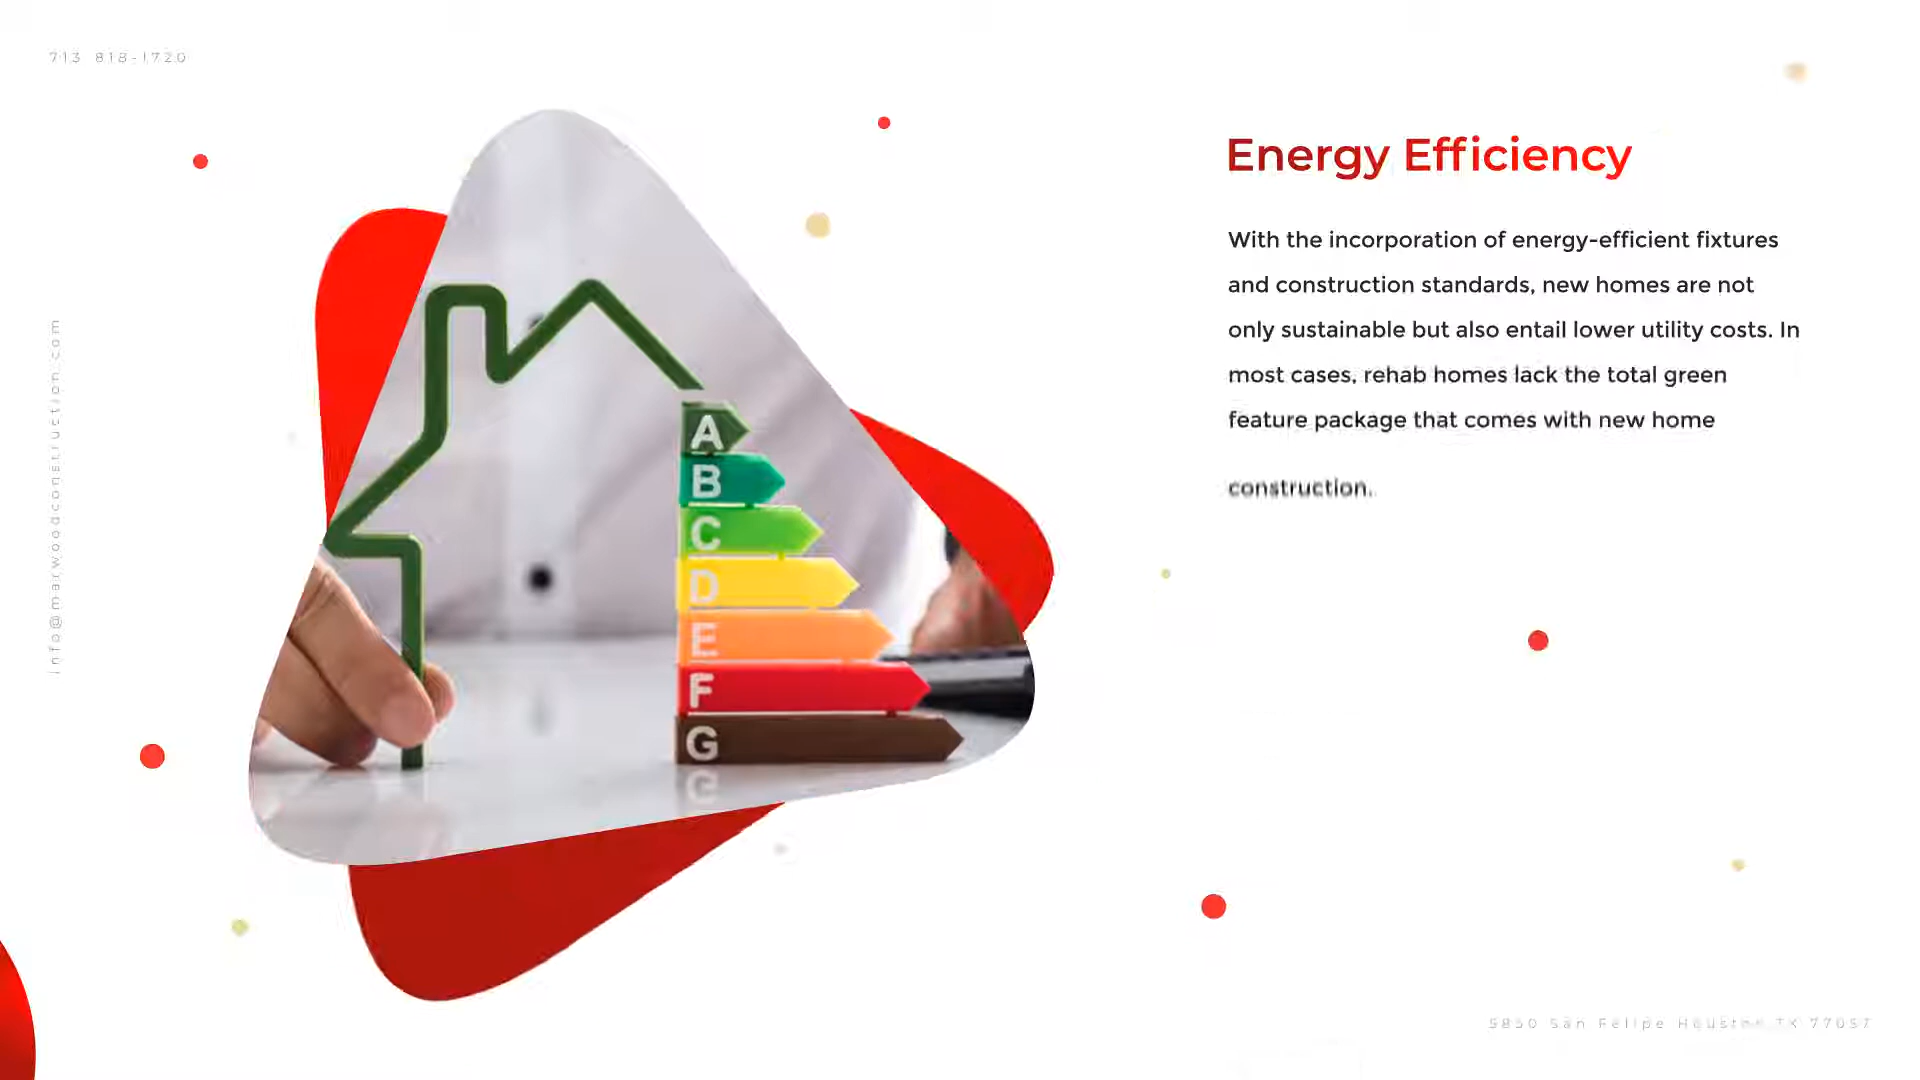 713 818-1720
Energy Efficiency
With the incorporation of energy-efficient fixtures
and construction standards, new homes are not
only sustainable but also entail lower utility costs. In
most cases, rehab homes lack the total green
feature package that comes with new home
construction.
info@marwoodconstruction.com
A
B
C
D
E
F
G
5850 San Felipe Houston TX 77057